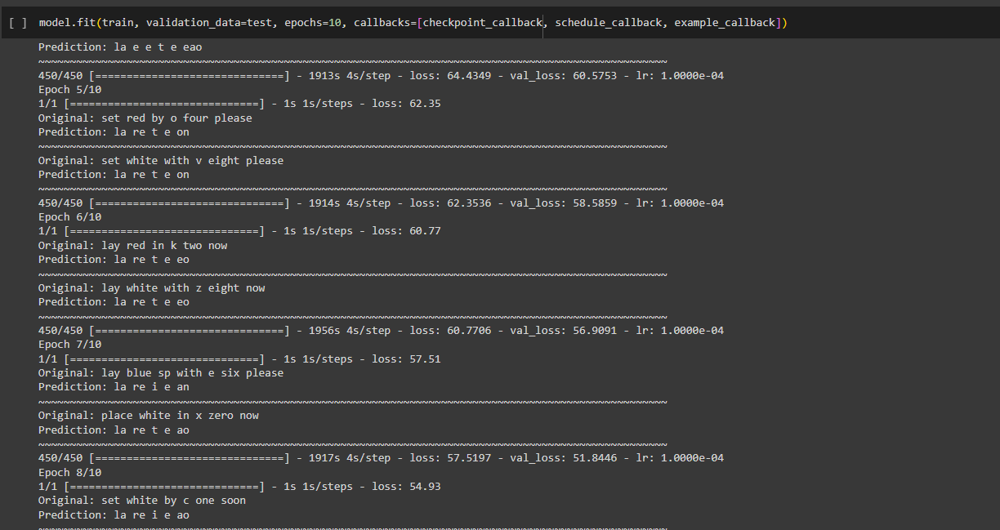 [ ] model.fit(train, validation_data=test, epochs=10, callbacks=[checkpoint_callback, schedule_callback, example_callback])
Prediction: la e e t e eao
~~~~~~~~~~~~~~~~~~~~~~~~~~~~~~~~~~~~~~~~~~~~~~~~~~~~~~~~~~~~~~~~~~~~~~~~~~~~~~~~~~~~~~~~~~~~~~~~~~~~
450/450 [==============================] - 1913s 4s/step - loss: 64.4349 - val_loss: 60.5753 - lr: 1.0000e-04
Epoch 5/10
1/1 [==============================] - 1s 1s/steps - loss: 62.35
Original: set red by o four please
Prediction: la re t e on
~~~~~~~~~~~~~~~~~~~~~~~~~~~~~~~~~~~~~~~~~~~~~~~~~~~~~~~~~~~~~~~~~~~~~~~~~~~~~~~~~~~~~~~~~~~~~~~~~~~~
Original: set white with v eight please
Prediction: la re t e on
~~~~~~~~~~~~~~~~~~~~~~~~~~~~~~~~~~~~~~~~~~~~~~~~~~~~~~~~~~~~~~~~~~~~~~~~~~~~~~~~~~~~~~~~~~~~~~~~~~~~
450/450 [==============================] - 1914s 4s/step - loss: 62.3536 - val_loss: 58.5859 - lr: 1.0000e-04
Epoch 6/10
1/1 [==============================] - 1s 1s/steps - loss: 60.77
Original: lay red in k two now
Prediction: la re t e eo
~~~~~~~~~~~~~~~~~~~~~~~~~~~~~~~~~~~~~~~~~~~~~~~~~~~~~~~~~~~~~~~~~~~~~~~~~~~~~~~~~~~~~~~~~~~~~~~~~~~~
Original: lay white with z eight now
Prediction: la re t e eo
~~~~~~~~~~~~~~~~~~~~~~~~~~~~~~~~~~~~~~~~~~~~~~~~~~~~~~~~~~~~~~~~~~~~~~~~~~~~~~~~~~~~~~~~~~~~~~~~~~~~
450/450 [==============================] - 1956s 4s/step - loss: 60.7706 - val_loss: 56.9091 - lr: 1.0000e-04
Epoch 7/10
1/1 [==============================] - 1s 1s/steps - loss: 57.51
Original: lay blue sp with e six please
Prediction: la re i e an
~~~~~~~~~~~~~~~~~~~~~~~~~~~~~~~~~~~~~~~~~~~~~~~~~~~~~~~~~~~~~~~~~~~~~~~~~~~~~~~~~~~~~~~~~~~~~~~~~~~~
Original: place white in x zero now
Prediction: la re t e ao
~~~~~~~~~~~~~~~~~~~~~~~~~~~~~~~~~~~~~~~~~~~~~~~~~~~~~~~~~~~~~~~~~~~~~~~~~~~~~~~~~~~~~~~~~~~~~~~~~~~~
450/450 [==============================] - 1917s 4s/step - loss: 57.5197 - val_loss: 51.8446 - lr: 1.0000e-04
Epoch 8/10
1/1 [==============================] - 1s 1s/steps - loss: 54.93
Original: set white by c one soon
Prediction: la re i e ao
~~~~~~~~~~~~~~~~~~~~~~~~~~~~~~~~~~~~~~~~~~~~~~~~~~~~~~~~~~~~~~~~~~~~~~~~~~~~~~~~~~~~~~~~~~~~~~~~~~~~